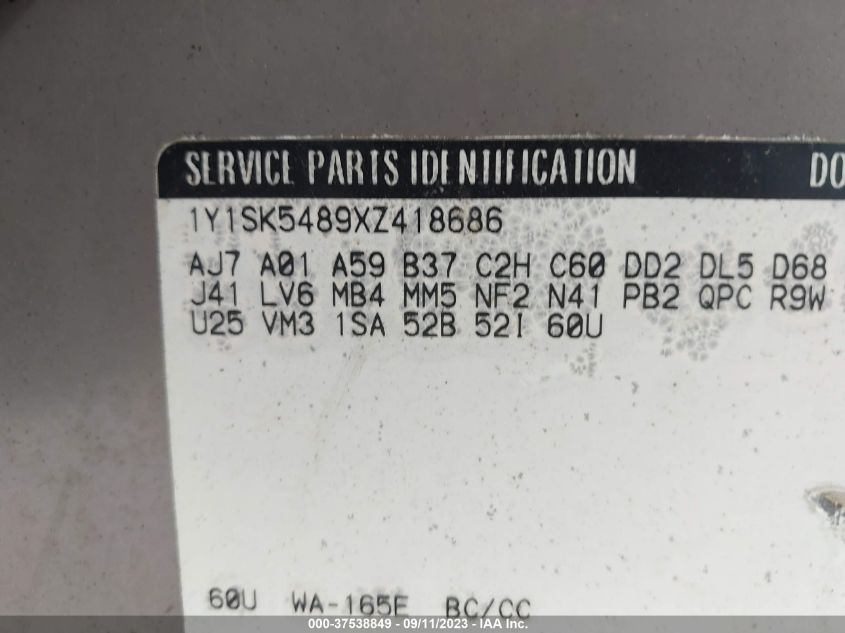 SERVICE PARTS IDENTIFICATION DO
1Y1SK5489XZ418686
AJ7 A01 A59 B37 C2H C60 DD2 DL5 D68
J41 LV6 MB4 MM5 NF2 N41 PB2 QPC R9W
U25 VM3 1SA 52B 52I 60U
60U WA-165E BC/CC
000-37538849 - 09/11/2023 - IAA Inc.